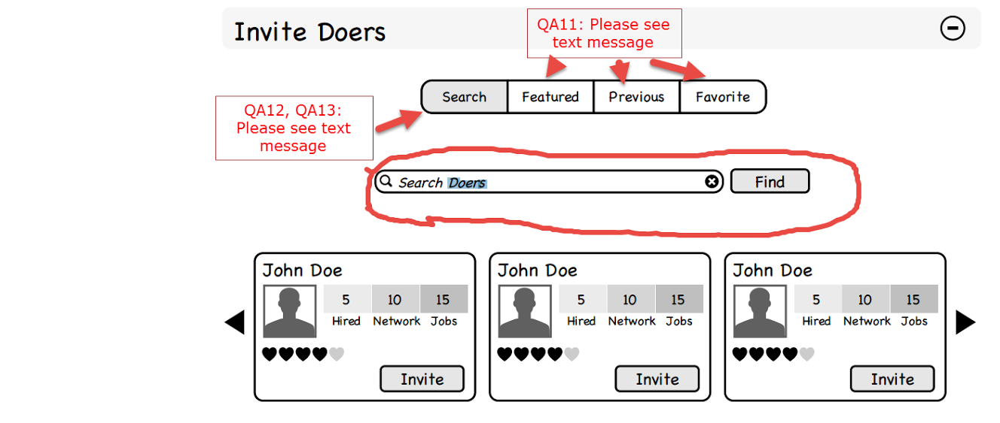 Invite Doers
QA11: Please see
text message
Search Featured Previous Favorite
QA12, QA13:
Please see text
message
Search Doers
Find
John Doe
5 10 15
Hired Network Jobs
Invite
John Doe
5 10 15
Hired Network Jobs
Invite
John Doe
5 10 15
Hired Network Jobs
Invite